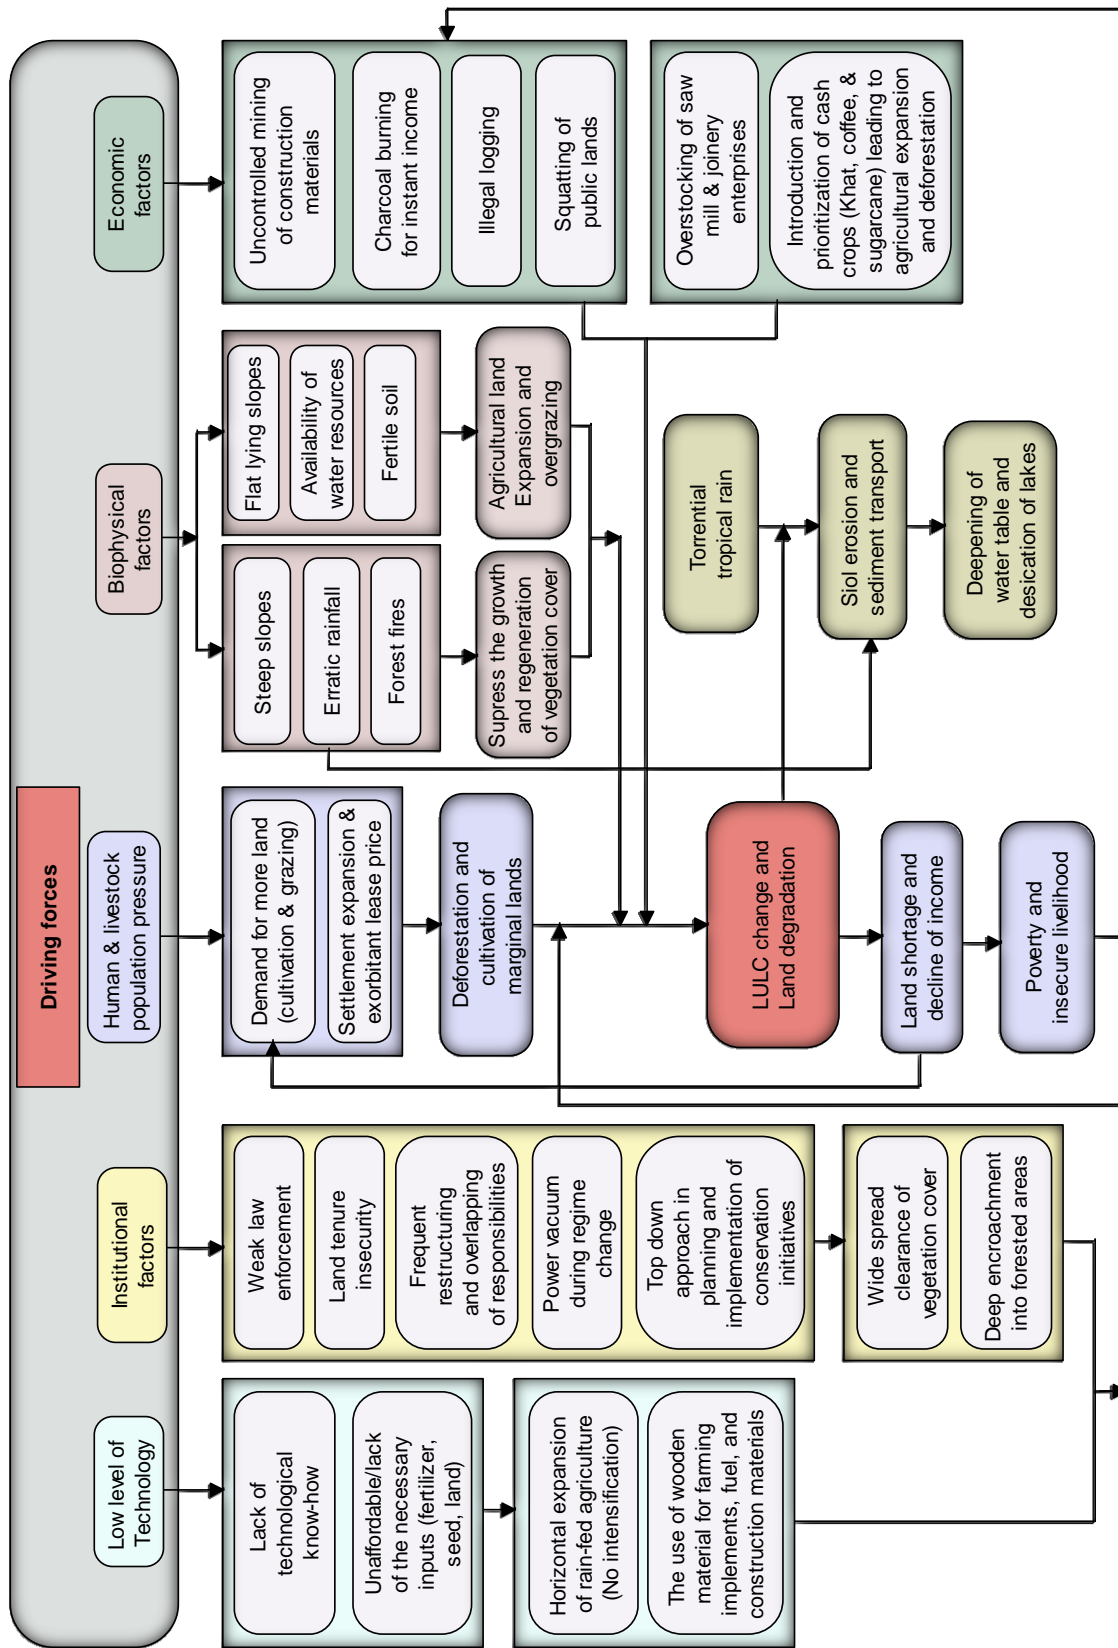 Driving forces
Low level of
Technology
Institutional
factors
Human & livestock
population pressure
Biophysical
factors
Economic
factors
Lack of
technological
know-how
Unaffordable/lack
of the necessary
inputs (fertilizer,
seed, land)
Horizontal expansion
of rain-fed agriculture
(No intensification)
The use of wooden
material for farming
implements, fuel, and
construction materials
Weak law
enforcement
Land tenure
insecurity
Frequent
restructuring
and overlapping
of responsibilities
Power vacuum
during regime
change
Top down
approach in
planning and
implementation of
conservation
initiatives
Wide spread
clearance of
vegetation cover
Deep encroachment
into forested areas
Demand for more land
(cultivation & grazing)
Settlement expansion &
exorbitant lease price
Deforestation and
cultivation of
marginal lands
LULC change and
Land degradation
Land shortage and
decline of income
Poverty and
insecure livelihood
Steep slopes
Erratic rainfall
Forest fires
Supress the growth
and regeneration
of vegetation cover
Flat lying slopes
Availability of
water resources
Fertile soil
Agricultural land
Expansion and
overgrazing
Torrential
tropical rain
Siol erosion and
sediment transport
Deepening of
water table and
desication of lakes
Uncontrolled mining
of construction
materials
Charcoal burning
for instant income
Illegal logging
Squatting of
public lands
Overstocking of saw
mill & joinery
enterprises
Introduction and
prioritization of cash
crops (Khat, coffee, &
sugarcane) leading to
agricultural expansion
and deforestation